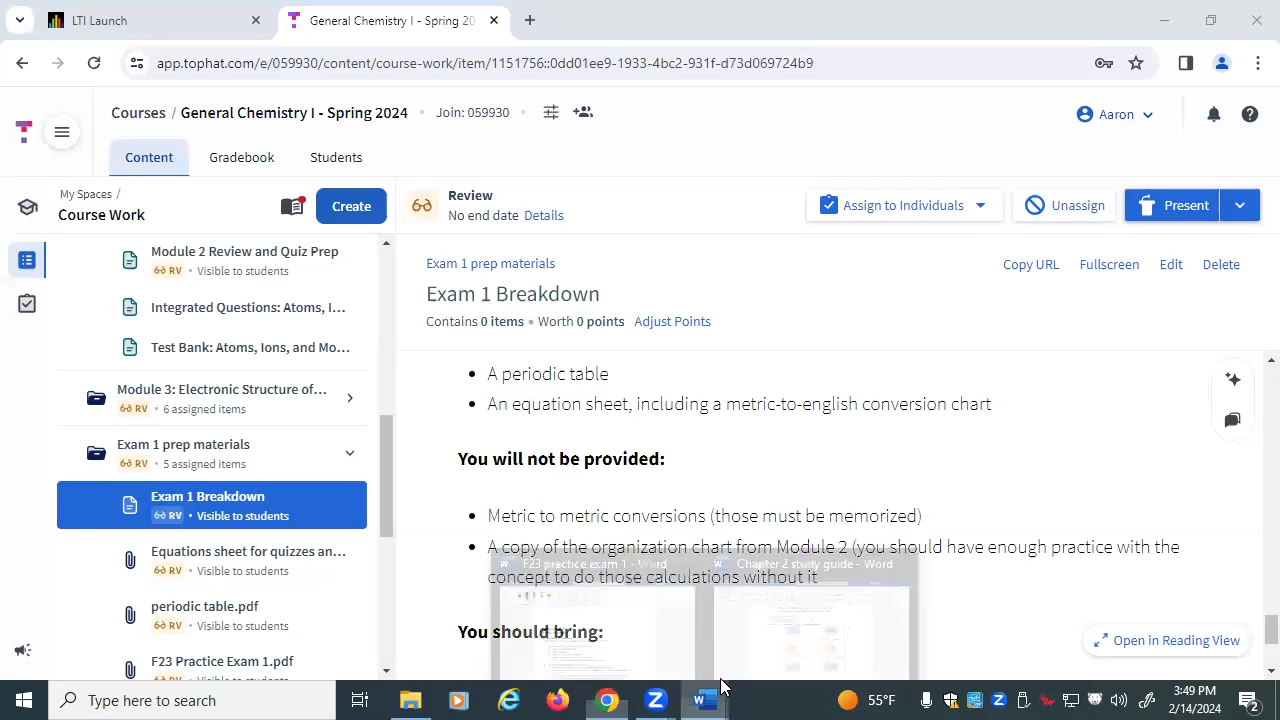 LTI Launch
General Chemistry I - Spring 20
app.tophat.com/e/059930/content/course-work/item/1151756::0dd01ee9-1933-4bc2-931f-d73d069724b9
Courses / General Chemistry I - Spring 2024 • Join: 059930
Aaron
Content Gradebook Students
My Spaces /
Course Work
Create
Review
No end date Details
Assign to Individuals
Unassign
Present
Module 2 Review and Quiz Prep
RV • Visible to students
Integrated Questions: Atoms, I...
Test Bank: Atoms, Ions, and Mo...
Module 3: Electronic Structure of...
RV • 6 assigned items
Exam 1 prep materials
RV • 5 assigned items
Exam 1 Breakdown
RV • Visible to students
Equations sheet for quizzes an...
RV • Visible to students
periodic table.pdf
RV • Visible to students
F23 Practice Exam 1.pdf
RV • Visible to students
Exam 1 prep materials
Copy URL Fullscreen Edit Delete
Exam 1 Breakdown
Contains 0 items • Worth 0 points Adjust Points
• A periodic table
• An equation sheet, including a metric-to-english conversion chart
You will not be provided:
• Metric to metric conversions (those must be memorized)
• A copy of the organization chart from Module 2 (you should have enough practice with the
F23 practice exam 1 - Word
Chapter 2 study guide - Word
concept to do those calculations without it
You should bring:
Open in Reading View
Type here to search
55°F
3:49 PM
2/14/2024
2